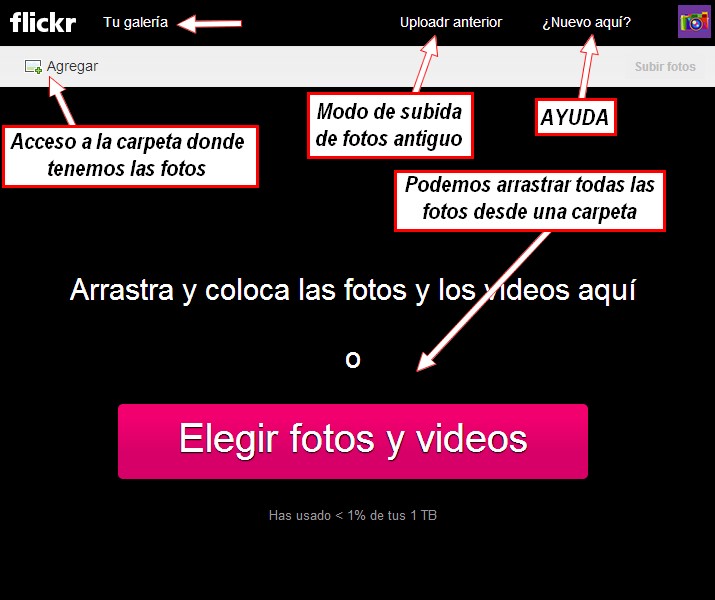 flickr Tu galería Uploadr anterior ¿Nuevo aquí?
Agregar Subir fotos
Modo de subida
de fotos antiguo
AYUDA
Acceso a la carpeta donde
tenemos las fotos
Podemos arrastrar todas las
fotos desde una carpeta
Arrastra y coloca las fotos y los videos aquí
o
Elegir fotos y videos
Has usado < 1% de tus 1 TB